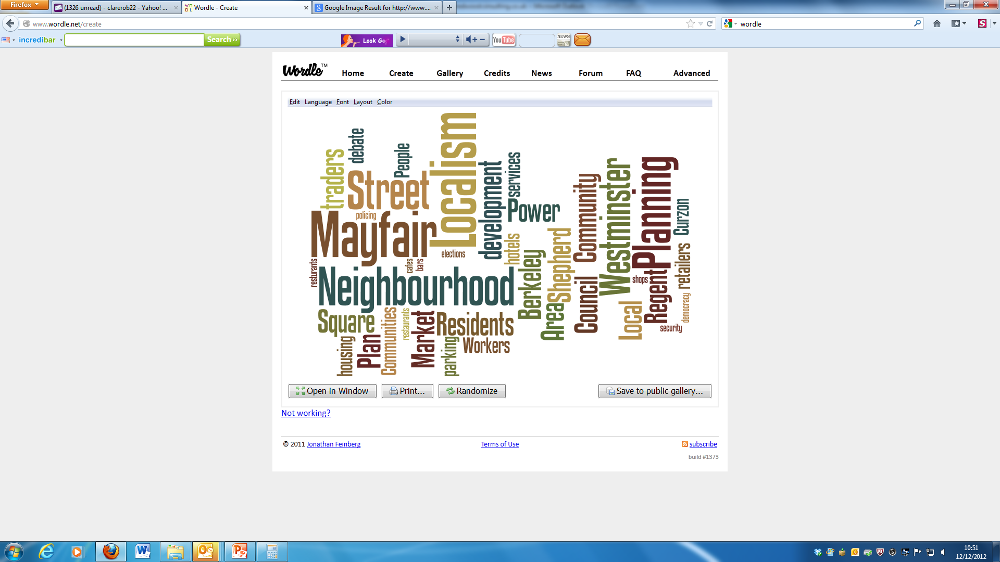 Firefox
(1326 unread) - clarerob22 - Yahoo! ...
Wordle - Create
Google Image Result for http://www....
www.wordle.net/create
wordle
incredibar
Search >>
Look Go
You Tube
NEWS
Wordle™
Home Create Gallery Credits News Forum FAQ Advanced
Edit Language Font Layout Color
Localism
debate
People
traders
Street
services
development
Power
Community
Westminster
Planning
Curzon
policing
Mayfair
elections
hotels
Shepherd
Berkeley
retailers
resturants
cafes
bars
Neighbourhood
shops
Regent
Council
Area
Local
democracy
security
Square
Communities
restaurants
Market
Residents
Workers
housing
Plan
parking
Open in Window
Print...
Randomize
Save to public gallery...
Not working?
© 2011 Jonathan Feinberg
Terms of Use
subscribe
build #1373
10:51
12/12/2012